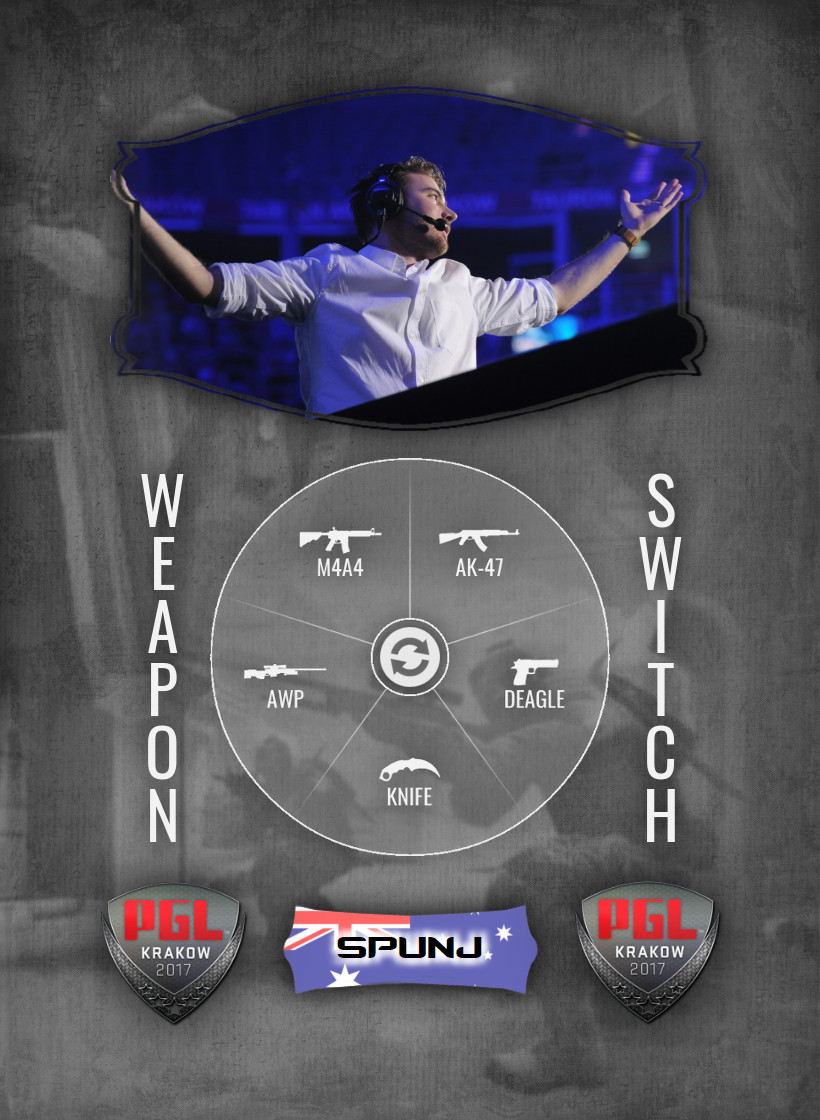 WEAPON
SWITCH
M4A4
AK-47
AWP
DEAGLE
KNIFE
PGL
KRAKOW
2017
SPUNJ
PGL
KRAKOW
2017